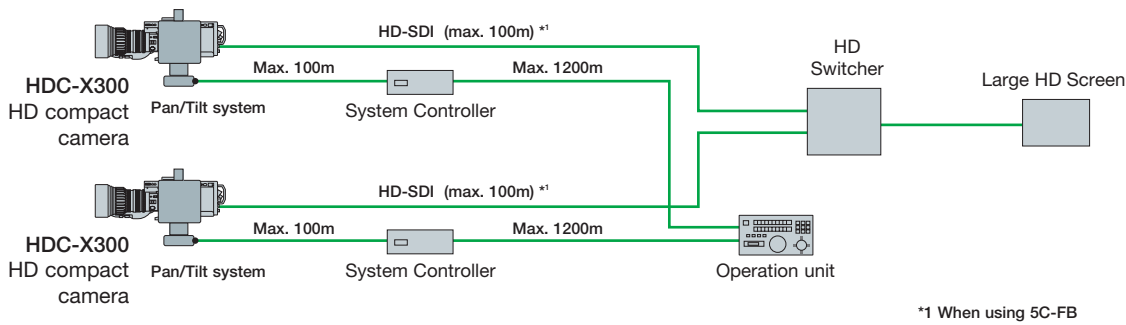 HD-SDI (max. 100m) *1
HD
Switcher
Large HD Screen
HDC-X300
HD compact
camera
Max. 100m
Max. 1200m
Pan/Tilt system
System Controller
HD-SDI (max. 100m) *1
HDC-X300
HD compact
camera
Max. 100m
Max. 1200m
Pan/Tilt system
System Controller
Operation unit
*1 When using 5C-FB